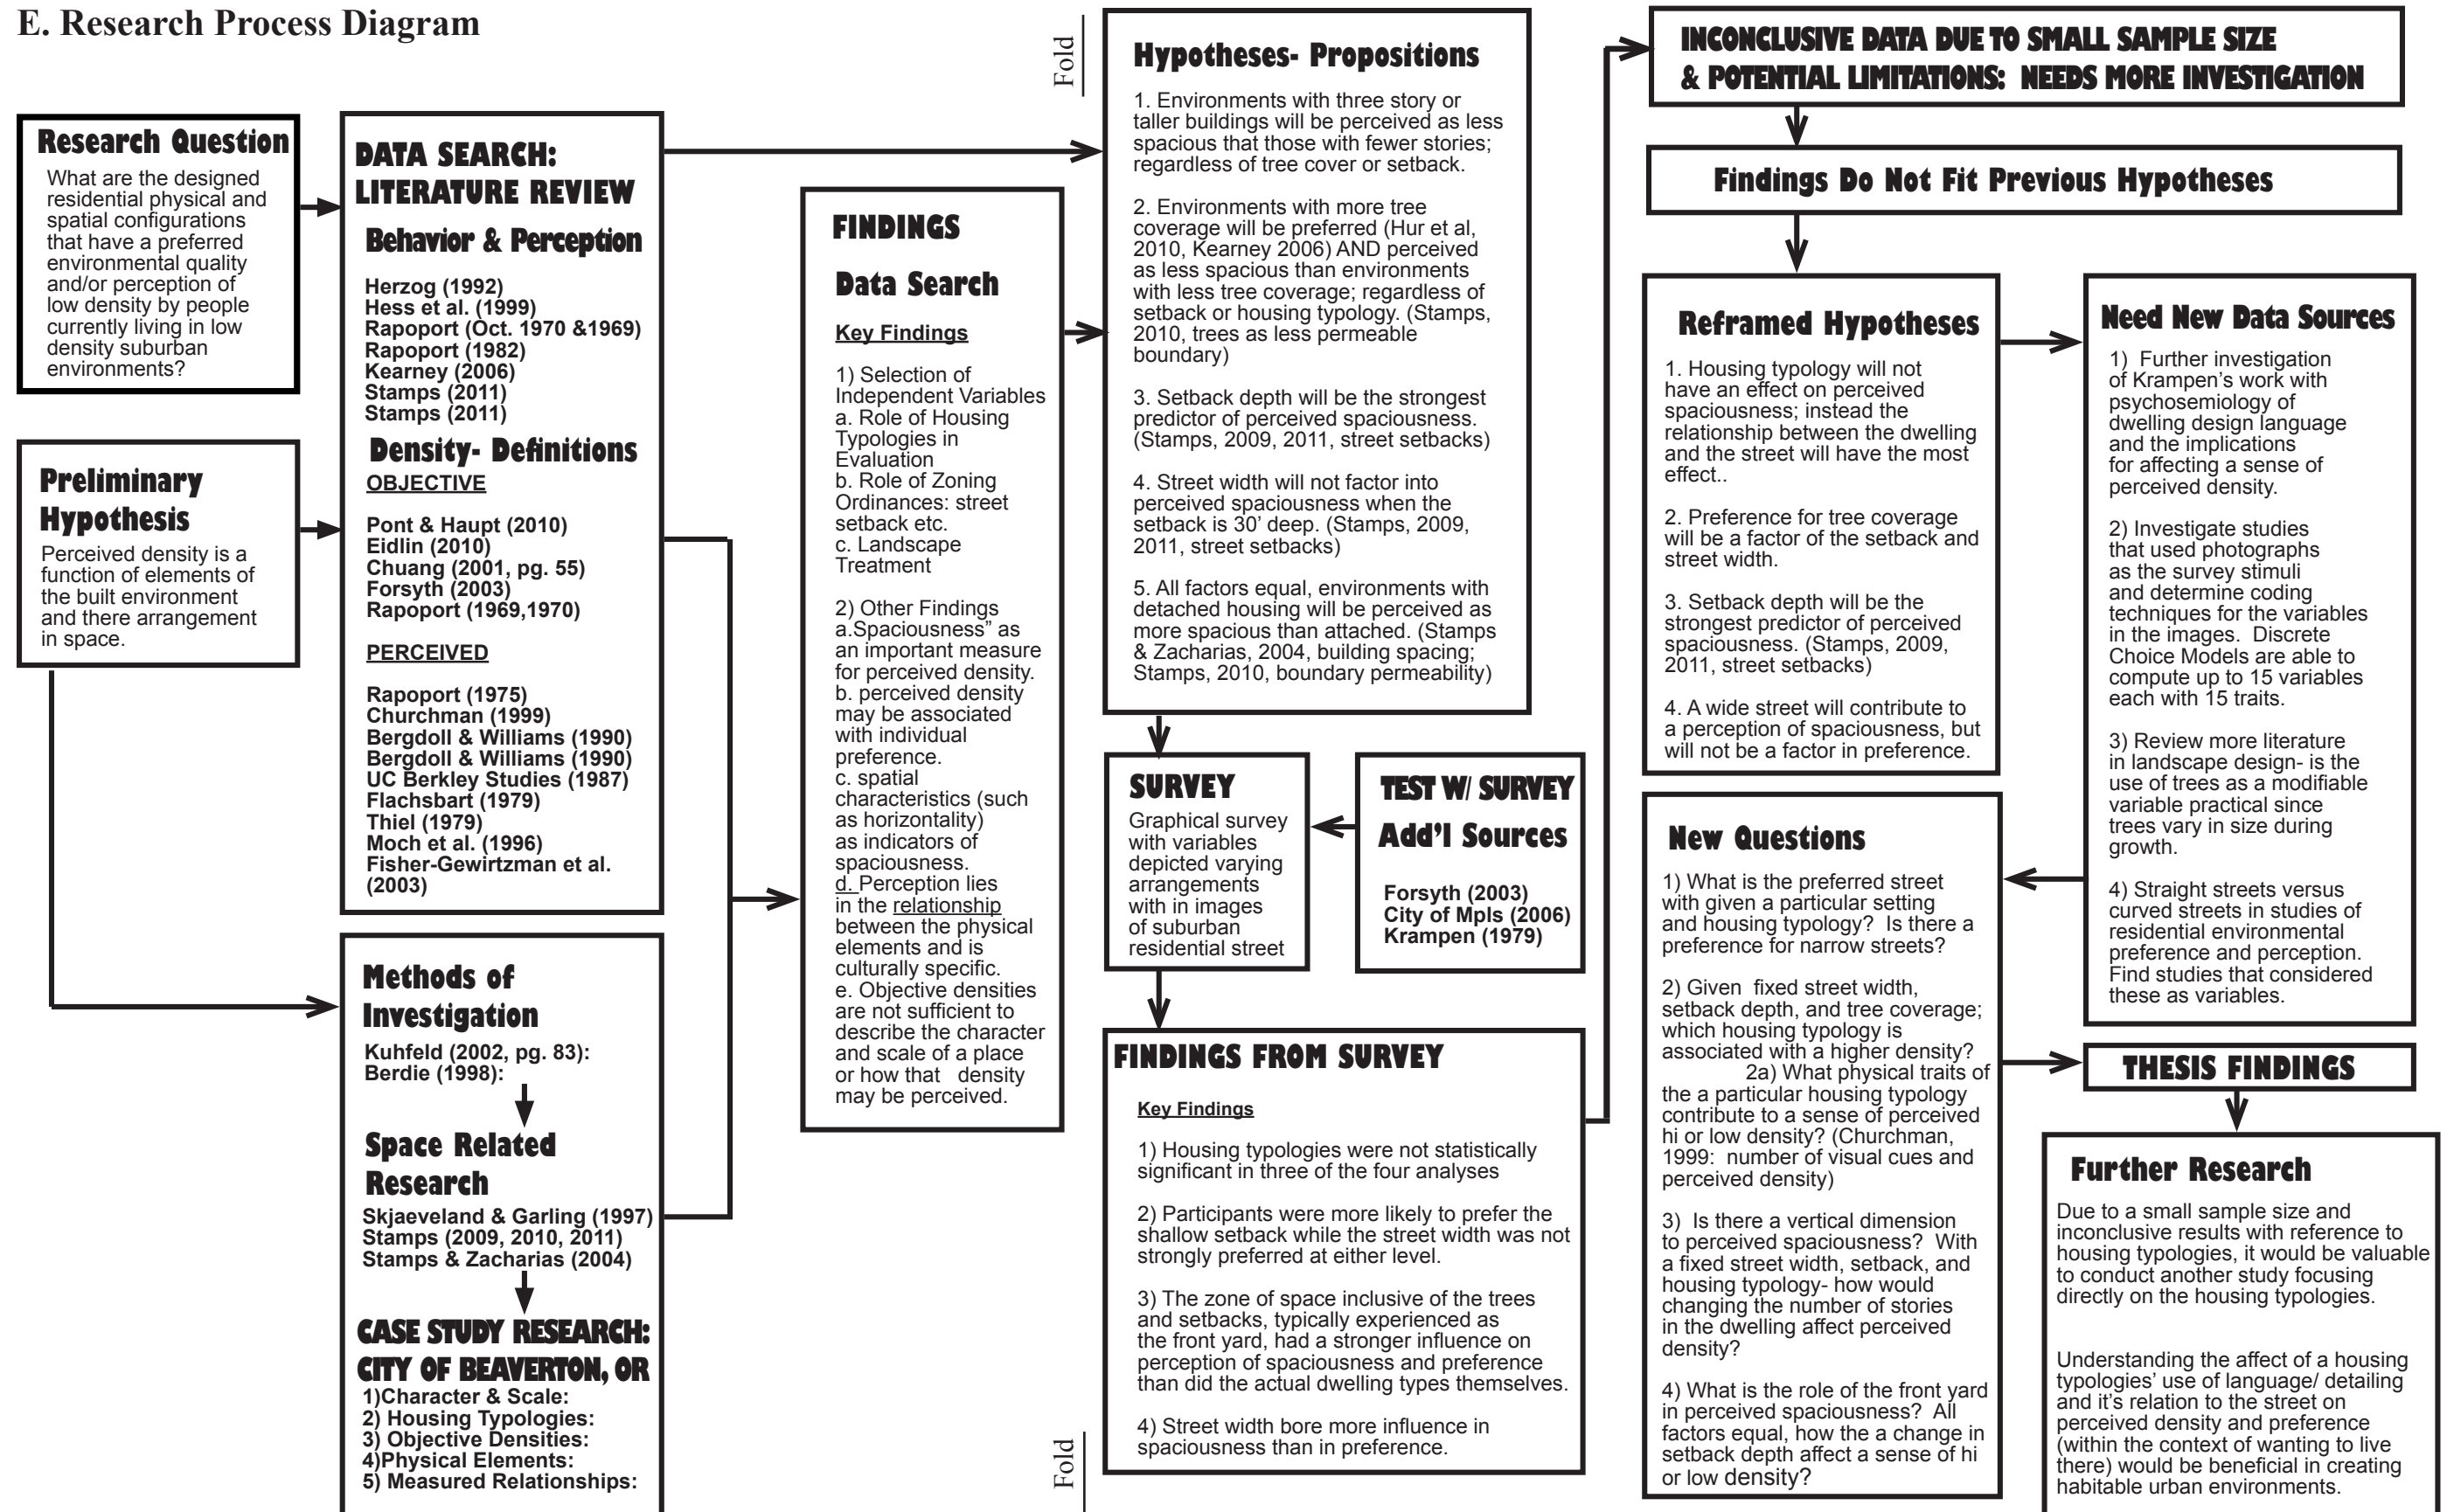 E. Research Process Diagram
Research Question
What are the designed
residential physical and
spatial configurations
that have a preferred
environmental quality
and/or perception of
low density by people
currently living in low
density suburban
environments?
Preliminary
Hypothesis
Perceived density is a
function of elements of
the built environment
and there arrangement
in space.
DATA SEARCH:
LITERATURE REVIEW
Behavior & Perception
Herzog (1992)
Hess et al. (1999)
Rapoport (Oct. 1970 &1969)
Rapoport (1982)
Kearney (2006)
Stamps (2011)
Stamps (2011)
Density- Definitions
OBJECTIVE
Pont & Haupt (2010)
Eidlin (2010)
Chuang (2001, pg. 55)
Forsyth (2003)
Rapoport (1969,1970)
PERCEIVED
Rapoport (1975)
Churchman (1999)
Bergdoll & Williams (1990)
Bergdoll & Williams (1990)
UC Berkley Studies (1987)
Flachsbart (1979)
Thiel (1979)
Moch et al. (1996)
Fisher-Gewirtzman et al.
(2003)
Methods of
Investigation
Kuhfeld (2002, pg. 83):
Berdie (1998):
Space Related
Research
Skjaeveland & Garling (1997)
Stamps (2009, 2010, 2011)
Stamps & Zacharias (2004)
CASE STUDY RESEARCH:
CITY OF BEAVERTON, OR
1)Character & Scale:
2) Housing Typologies:
3) Objective Densities:
4)Physical Elements:
5) Measured Relationships:
FINDINGS
Data Search
Key Findings
1) Selection of
Independent Variables
a. Role of Housing
Typologies in
Evaluation
b. Role of Zoning
Ordinances: street
setback etc.
c. Landscape
Treatment
2) Other Findings
a.Spaciousness” as
an important measure
for perceived density.
b. perceived density
may be associated
with individual
preference.
c. spatial
characteristics (such
as horizontality)
as indicators of
spaciousness.
d. Perception lies
in the relationship
between the physical
elements and is
culturally specific.
e. Objective densities
are not sufficient to
describe the character
and scale of a place
or how that density
may be perceived.
Fold
Hypotheses- Propositions
1. Environments with three story or
taller buildings will be perceived as less
spacious that those with fewer stories;
regardless of tree cover or setback.
2. Environments with more tree
coverage will be preferred (Hur et al,
2010, Kearney 2006) AND perceived
as less spacious than environments
with less tree coverage; regardless of
setback or housing typology. (Stamps,
2010, trees as less permeable
boundary)
3. Setback depth will be the strongest
predictor of perceived spaciousness.
(Stamps, 2009, 2011, street setbacks)
4. Street width will not factor into
perceived spaciousness when the
setback is 30’ deep. (Stamps, 2009,
2011, street setbacks)
5. All factors equal, environments with
detached housing will be perceived as
more spacious than attached. (Stamps
& Zacharias, 2004, building spacing;
Stamps, 2010, boundary permeability)
SURVEY
Graphical survey
with variables
depicted varying
arrangements
with in images
of suburban
residential street
TEST W/ SURVEY
Add’l Sources
Forsyth (2003)
City of Mpls (2006)
Krampen (1979)
FINDINGS FROM SURVEY
Key Findings
1) Housing typologies were not statistically
significant in three of the four analyses
2) Participants were more likely to prefer the
shallow setback while the street width was not
strongly preferred at either level.
3) The zone of space inclusive of the trees
and setbacks, typically experienced as
the front yard, had a stronger influence on
perception of spaciousness and preference
than did the actual dwelling types themselves.
4) Street width bore more influence in
spaciousness than in preference.
Fold
INCONCLUSIVE DATA DUE TO SMALL SAMPLE SIZE
& POTENTIAL LIMITATIONS: NEEDS MORE INVESTIGATION
Findings Do Not Fit Previous Hypotheses
Reframed Hypotheses
1. Housing typology will not
have an effect on perceived
spaciousness; instead the
relationship between the dwelling
and the street will have the most
effect..
2. Preference for tree coverage
will be a factor of the setback and
street width.
3. Setback depth will be the
strongest predictor of perceived
spaciousness. (Stamps, 2009,
2011, street setbacks)
4. A wide street will contribute to
a perception of spaciousness, but
will not be a factor in preference.
Need New Data Sources
1) Further investigation
of Krampen’s work with
psychosemiology of
dwelling design language
and the implications
for affecting a sense of
perceived density.
2) Investigate studies
that used photographs
as the survey stimuli
and determine coding
techniques for the variables
in the images. Discrete
Choice Models are able to
compute up to 15 variables
each with 15 traits.
3) Review more literature
in landscape design- is the
use of trees as a modifiable
variable practical since
trees vary in size during
growth.
4) Straight streets versus
curved streets in studies of
residential environmental
preference and perception.
Find studies that considered
these as variables.
New Questions
1) What is the preferred street
with given a particular setting
and housing typology? Is there a
preference for narrow streets?
2) Given fixed street width,
setback depth, and tree coverage;
which housing typology is
associated with a higher density?
2a) What physical traits of
the a particular housing typology
contribute to a sense of perceived
hi or low density? (Churchman,
1999: number of visual cues and
perceived density)
3) Is there a vertical dimension
to perceived spaciousness? With
a fixed street width, setback, and
housing typology- how would
changing the number of stories
in the dwelling affect perceived
density?
4) What is the role of the front yard
in perceived spaciousness? All
factors equal, how the a change in
setback depth affect a sense of hi
or low density?
THESIS FINDINGS
Further Research
Due to a small sample size and
inconclusive results with reference to
housing typologies, it would be valuable
to conduct another study focusing
directly on the housing typologies.
Understanding the affect of a housing
typologies’ use of language/ detailing
and it’s relation to the street on
perceived density and preference
(within the context of wanting to live
there) would be beneficial in creating
habitable urban environments.